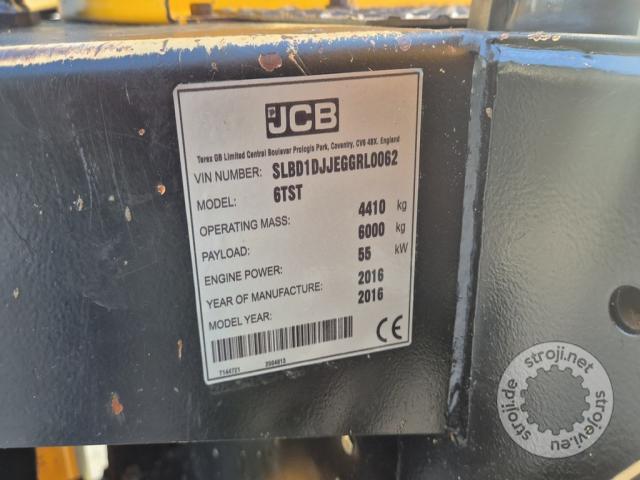 JCB
Terex GB Limited Central Boulevar Prologis Park, Coventry, CV6 4BX, England
VIN NUMBER: SLBD1DJJEGGRL0062
MODEL: 6TST
OPERATING MASS: 4410 kg
PAYLOAD: 6000 kg
ENGINE POWER: 55 kW
YEAR OF MANUFACTURE: 2016
MODEL YEAR: 2016
CE
7144721
stroji.net
stroji.de
strojevi.eu